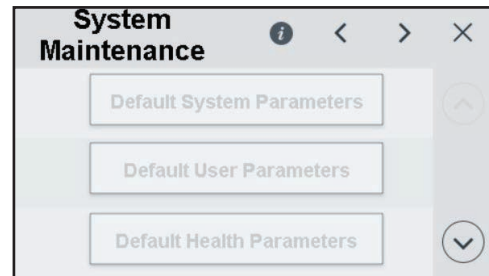 System
Maintenance
Default System Parameters
Default User Parameters
Default Health Parameters